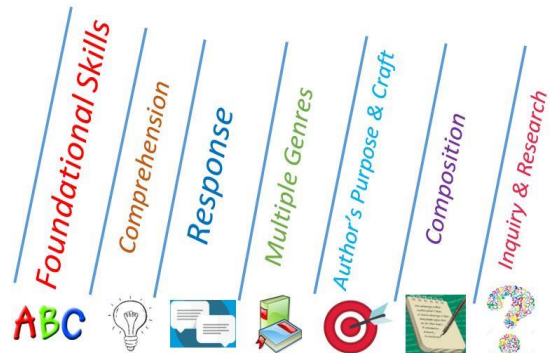 Foundational Skills
Comprehension
Response
Multiple Genres
Author's Purpose & Craft
Composition
Inquiry & Research
ABC
?